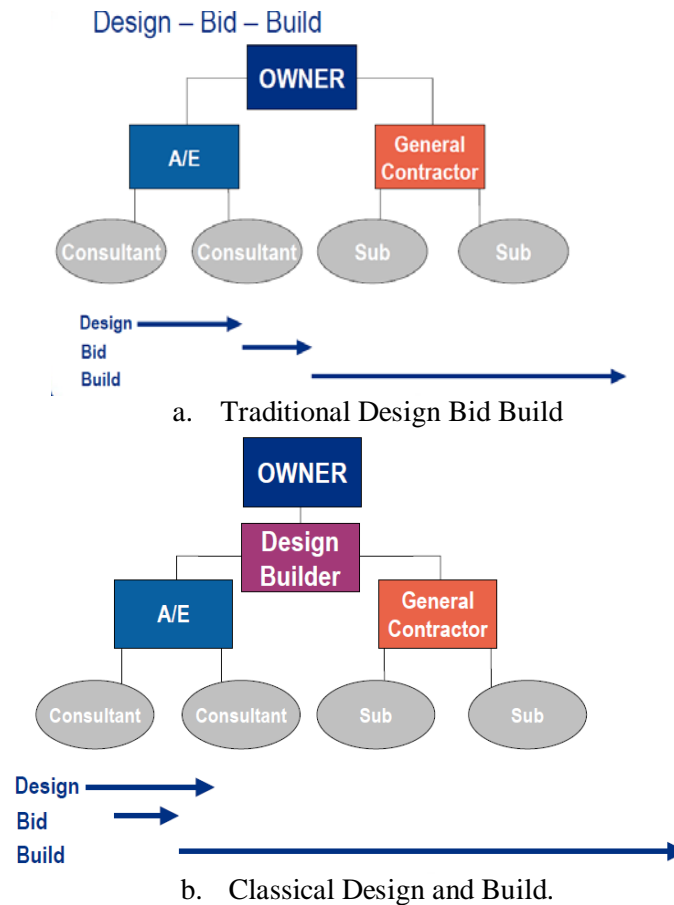 Design – Bid – Build
OWNER
A/E
General
Contractor
Consultant
Consultant
Sub
Sub
Design
Bid
Build
a. Traditional Design Bid Build
OWNER
Design
Builder
A/E
General
Contractor
Consultant
Consultant
Sub
Sub
Design
Bid
Build
b. Classical Design and Build.